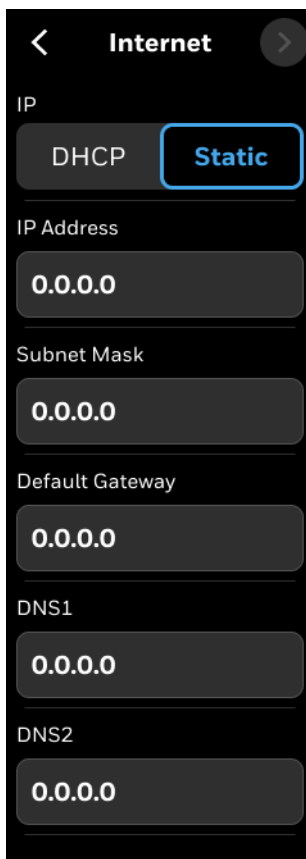 Internet
IP
DHCP Static
IP Address
0.0.0.0
Subnet Mask
0.0.0.0
Default Gateway
0.0.0.0
DNS1
0.0.0.0
DNS2
0.0.0.0